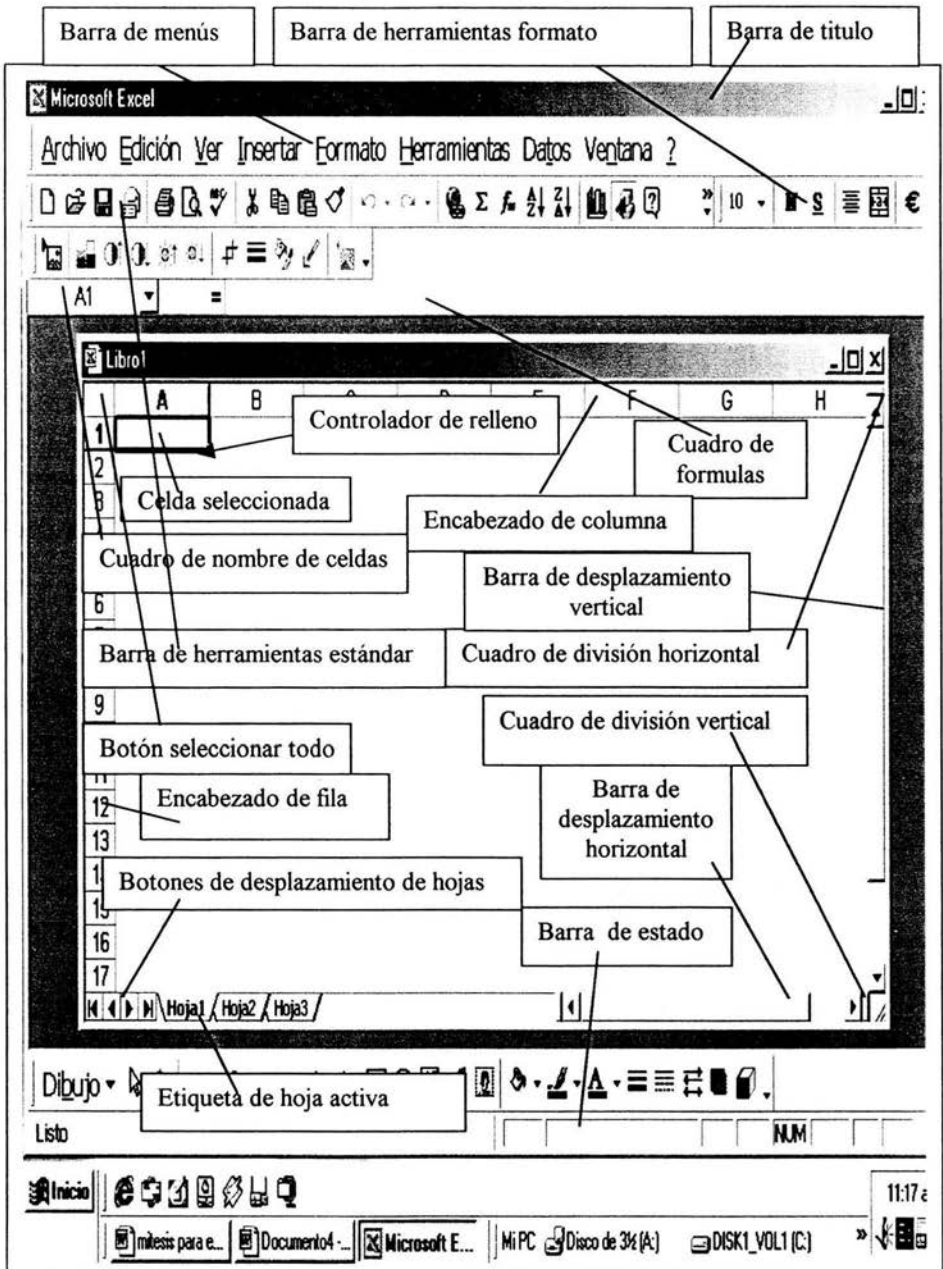 Barra de menús
Barra de herramientas formato
Barra de titulo
Microsoft Excel
Archivo Edición Ver Insertar Formato Herramientas Datos Ventana ?
10 S €
A1 =
Libro1
A B F G H
1
Controlador de relleno
Cuadro de
formulas
2
3
Celda seleccionada
Encabezado de columna
Cuadro de nombre de celdas
Barra de desplazamiento
vertical
6
Barra de herramientas estándar
Cuadro de división horizontal
9
Cuadro de división vertical
Botón seleccionar todo
Barra de
desplazamiento
horizontal
Encabezado de fila
12
13
Botones de desplazamiento de hojas
15
Barra de estado
16
17
Hoja1 Hoja2 Hoja3
Dibujo
Etiqueta de hoja activa
Listo
NUM
Inicio
11:17 a
mitesis para e...
Documento4 -...
Microsoft E...
Mi PC
Disco de 3½ (A:)
DISK1_VOL1 (C:)
»